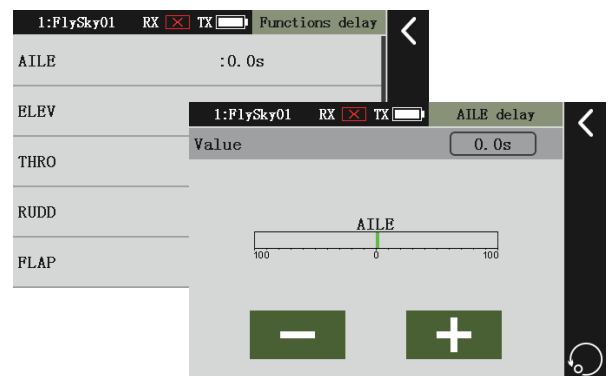 1:FlySky01 RX TX Functions delay
AILE :0.0s
ELEV
THRO
RUDD
FLAP
1:FlySky01 RX TX AILE delay
Value 0.0s
AILE
100 0 100